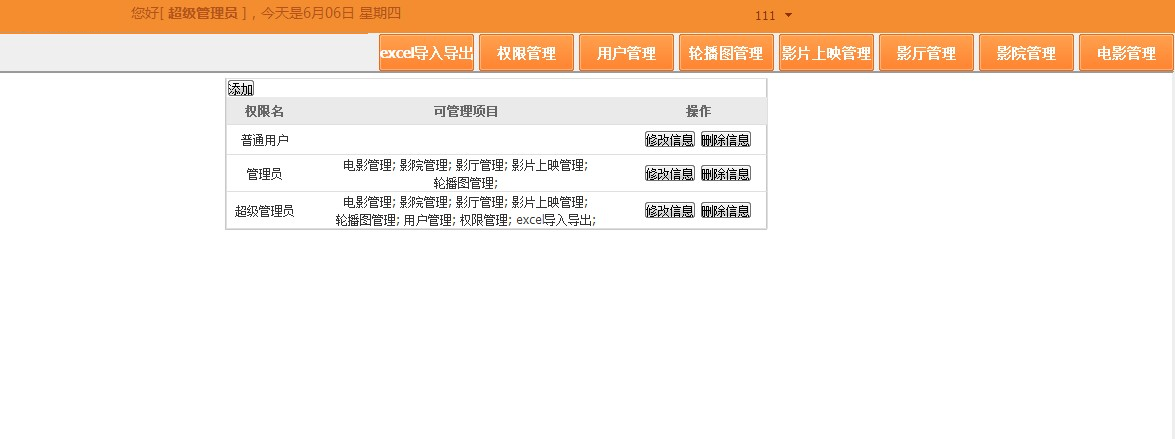 您好[ 超级管理员 ]，今天是6月06日 星期四
111
excel导入导出 权限管理 用户管理 轮播图管理 影片上映管理 影厅管理 影院管理 电影管理
添加
权限名 可管理项目 操作
普通用户 修改信息 删除信息
电影管理; 影院管理; 影厅管理; 影片上映管理;
管理员 修改信息 删除信息
轮播图管理;
电影管理; 影院管理; 影厅管理; 影片上映管理;
超级管理员 修改信息 删除信息
轮播图管理; 用户管理; 权限管理; excel导入导出;